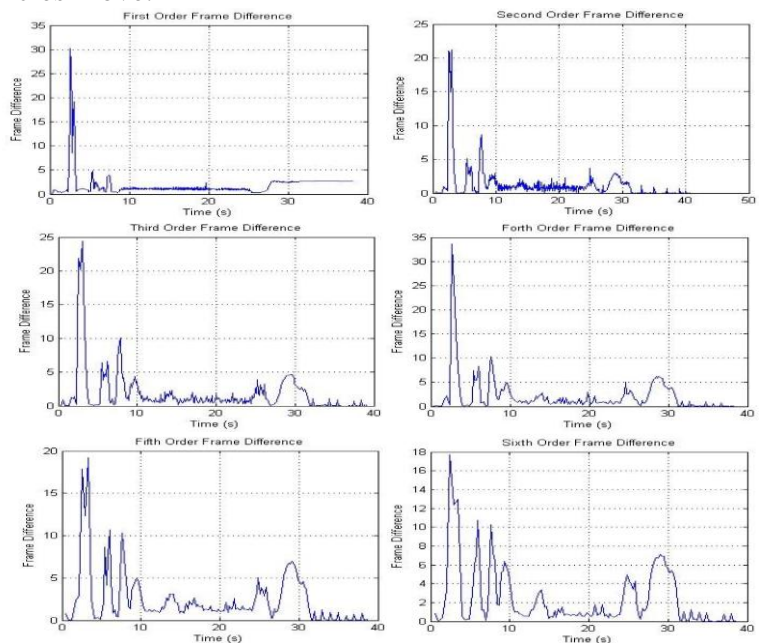 First Order Frame Difference
35
30
25
20
15
10
5
0
Frame Difference
0 10 20 30 40
Time (s)
Second Order Frame Difference
25
20
15
10
5
0
Frame Difference
0 10 20 30 40 50
Time (s)
Third Order Frame Difference
25
20
15
10
5
0
Frame Difference
0 10 20 30 40
Time (s)
Forth Order Frame Difference
35
30
25
20
15
10
5
0
Frame Difference
0 10 20 30 40
Time (s)
Fifth Order Frame Difference
20
15
10
5
0
Frame Difference
0 10 20 30 40
Time (s)
Sixth Order Frame Difference
18
16
14
12
10
8
6
4
2
0
Frame Difference
0 10 20 30 40
Time (s)